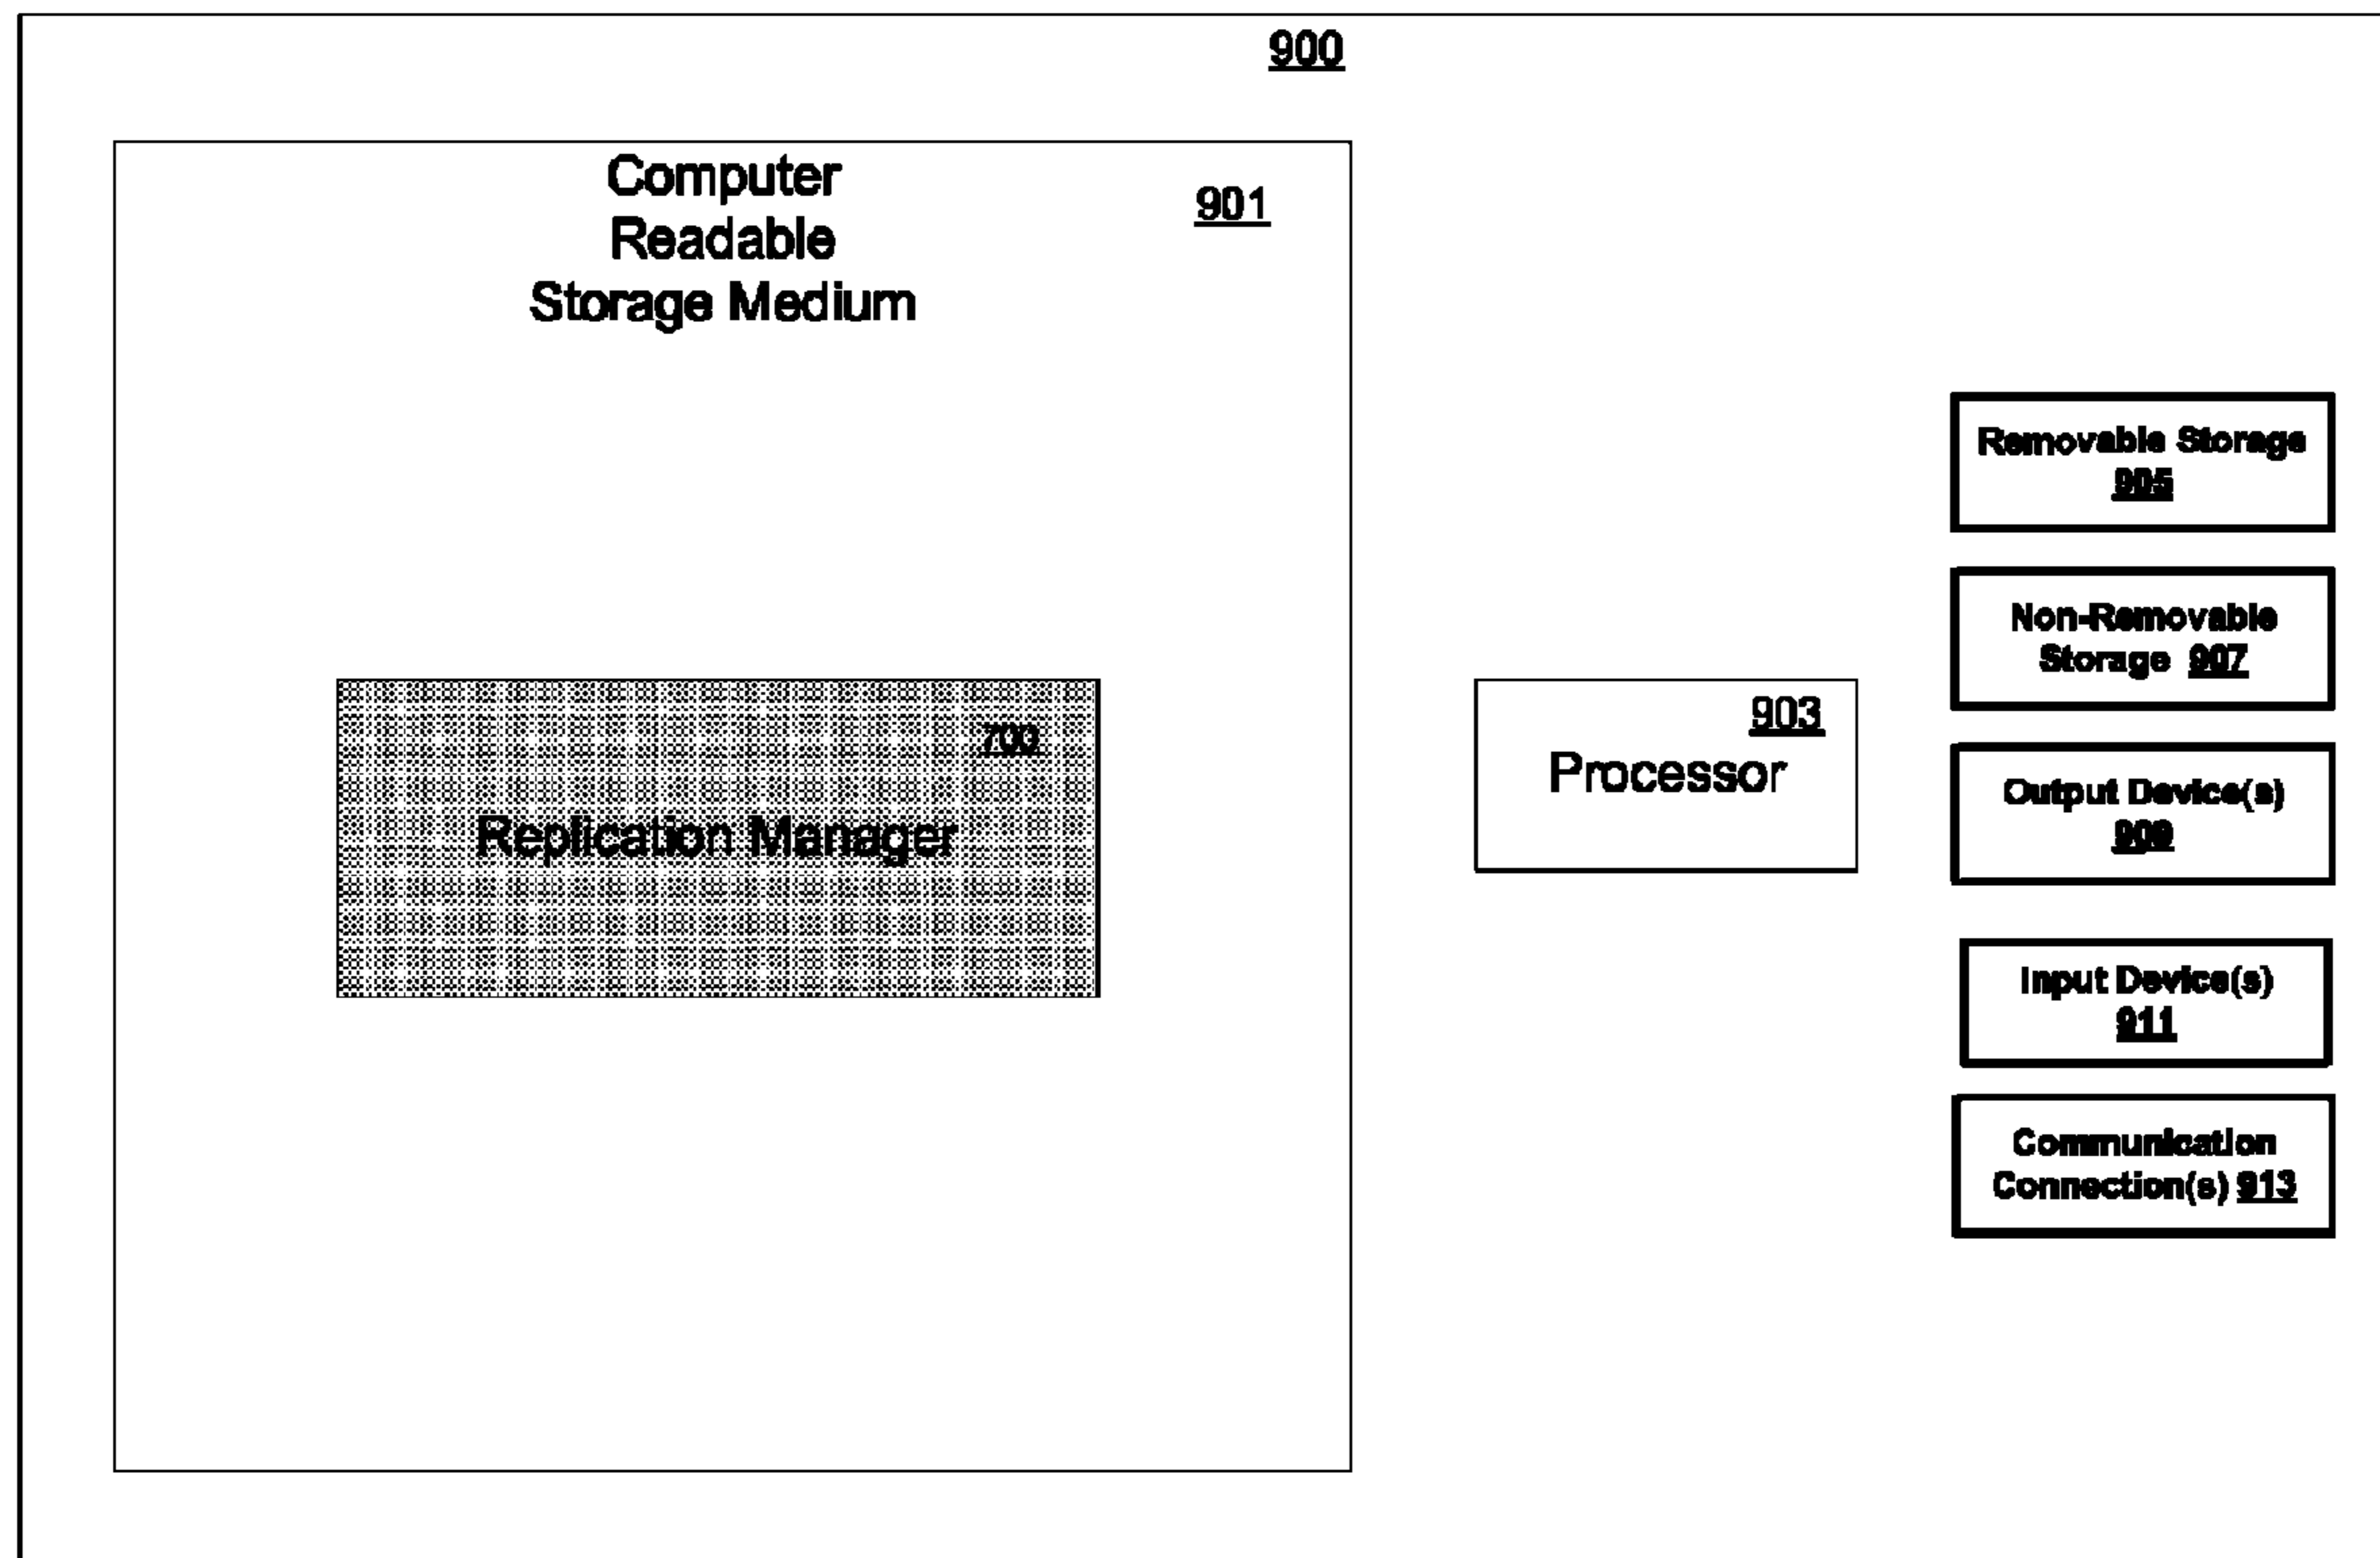 900
Computer
Readable
Storage Medium
901
700
Replication Manager
903
Processor
Removable Storage
905
Non-Removable
Storage 907
Output Device(s)
909
Input Device(s)
911
Communication
Connection(s) 913